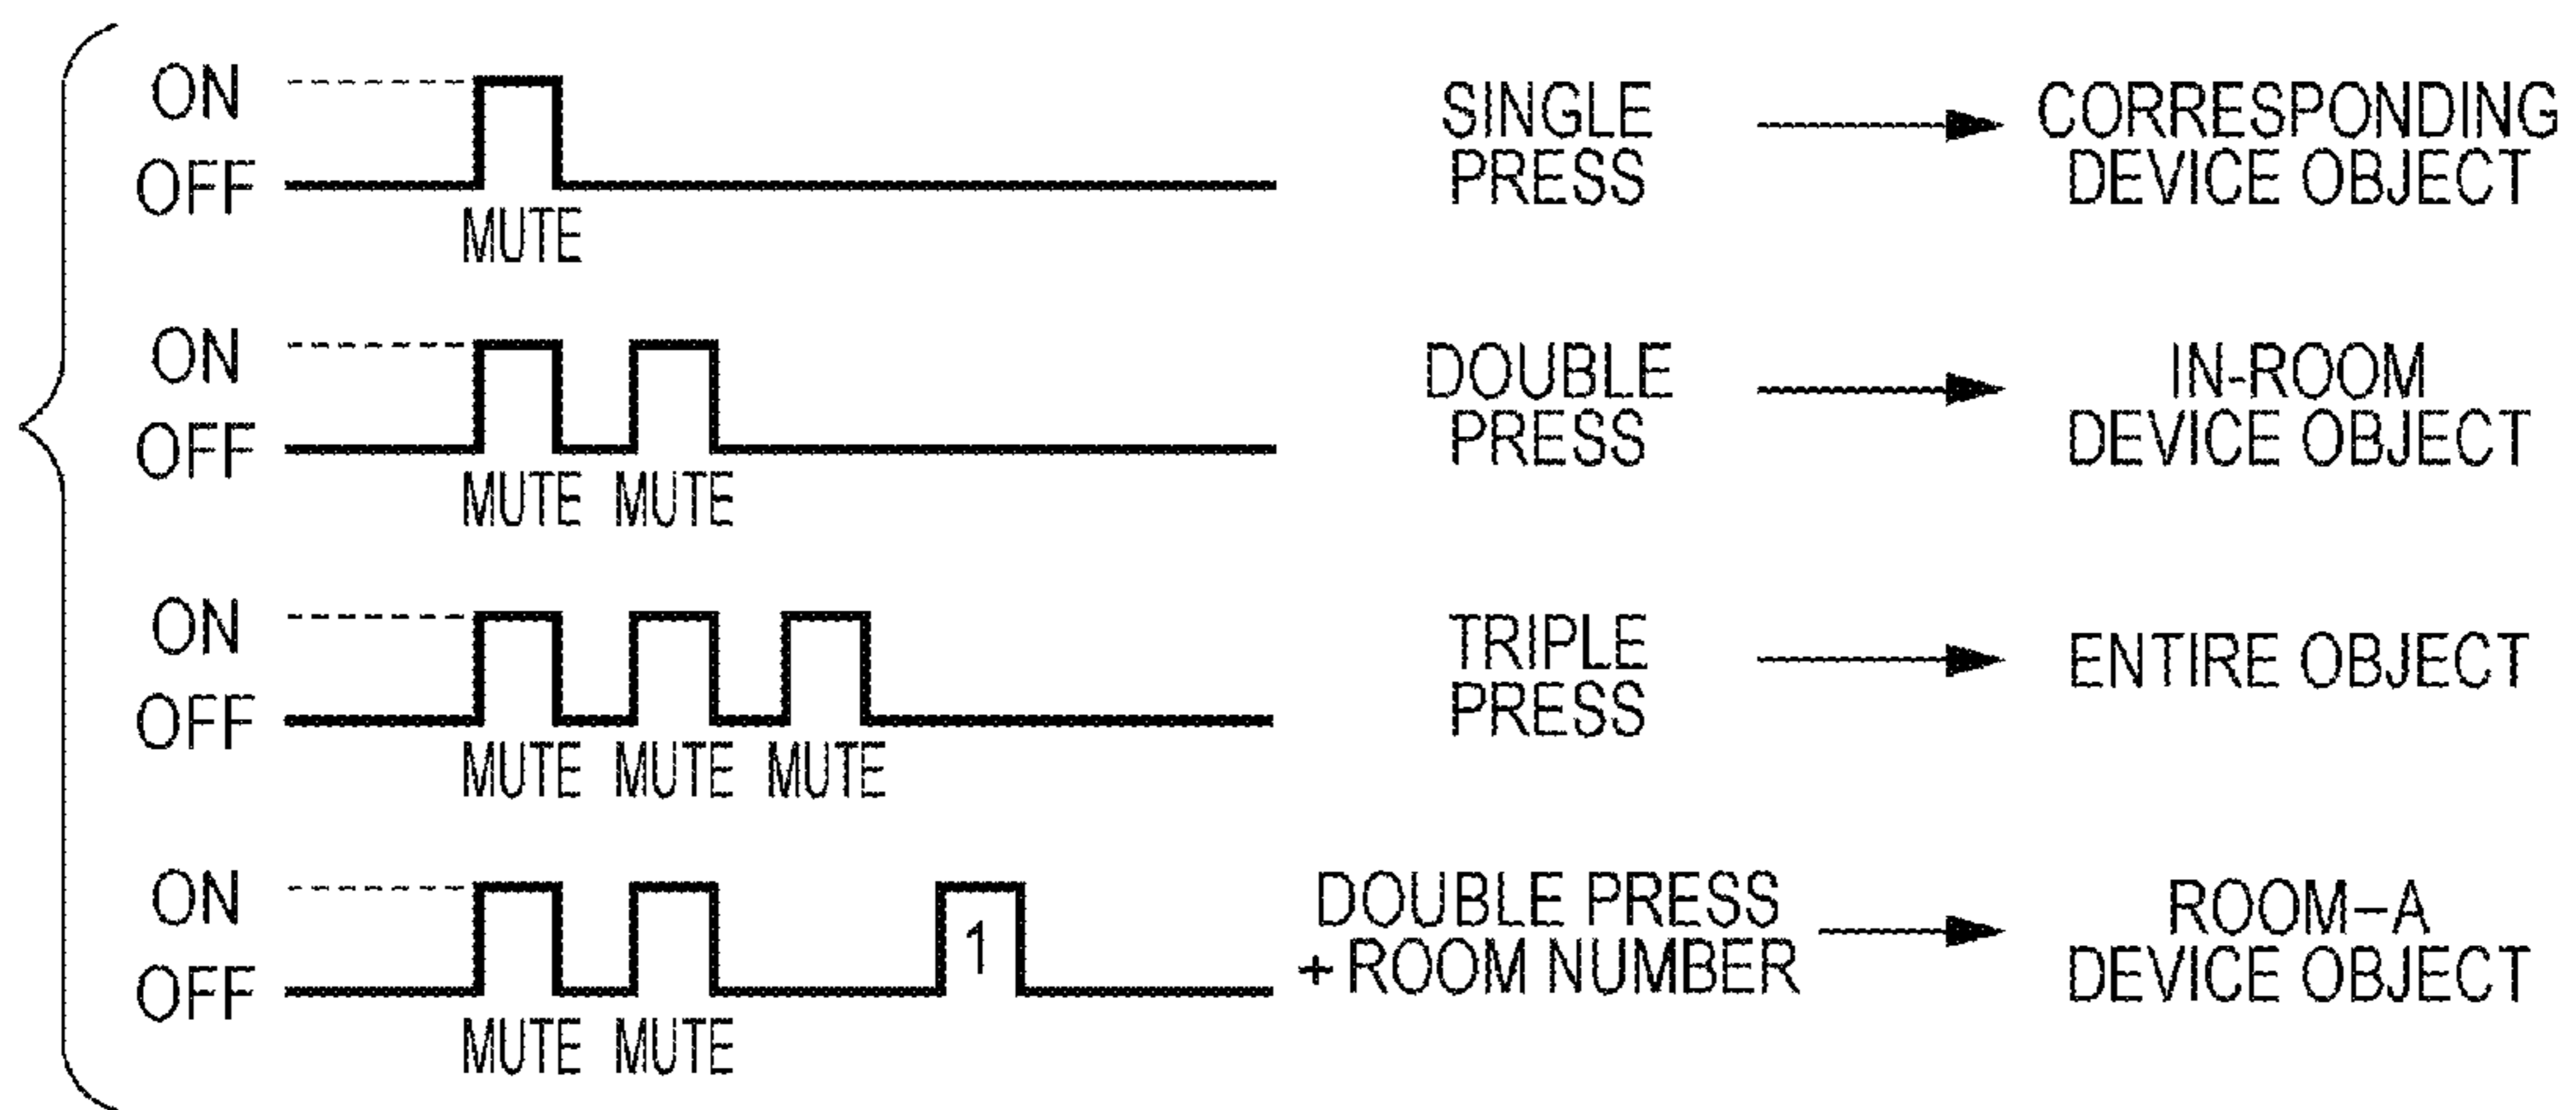 ON
OFF
MUTE
SINGLE
PRESS
CORRESPONDING
DEVICE OBJECT
ON
OFF
MUTE MUTE
DOUBLE
PRESS
IN-ROOM
DEVICE OBJECT
ON
OFF
MUTE MUTE MUTE
TRIPLE
PRESS
ENTIRE OBJECT
ON
OFF
1
MUTE MUTE
DOUBLE PRESS
+ ROOM NUMBER
ROOM-A
DEVICE OBJECT